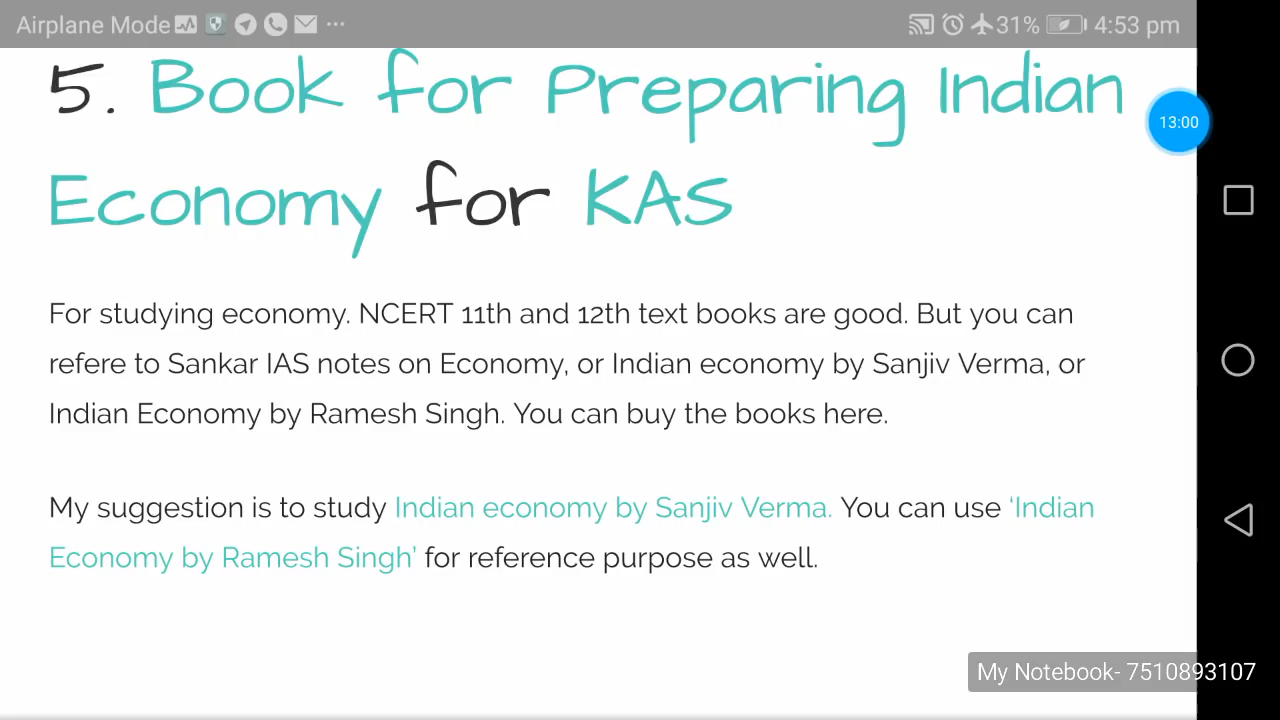 Airplane Mode ··· 31% 4:53 pm
5. Book for Preparing Indian
13:00
Economy for KAS
For studying economy. NCERT 11th and 12th text books are good. But you can
refere to Sankar IAS notes on Economy, or Indian economy by Sanjiv Verma, or
Indian Economy by Ramesh Singh. You can buy the books here.
My suggestion is to study Indian economy by Sanjiv Verma. You can use ‘Indian
Economy by Ramesh Singh’ for reference purpose as well.
My Notebook- 7510893107